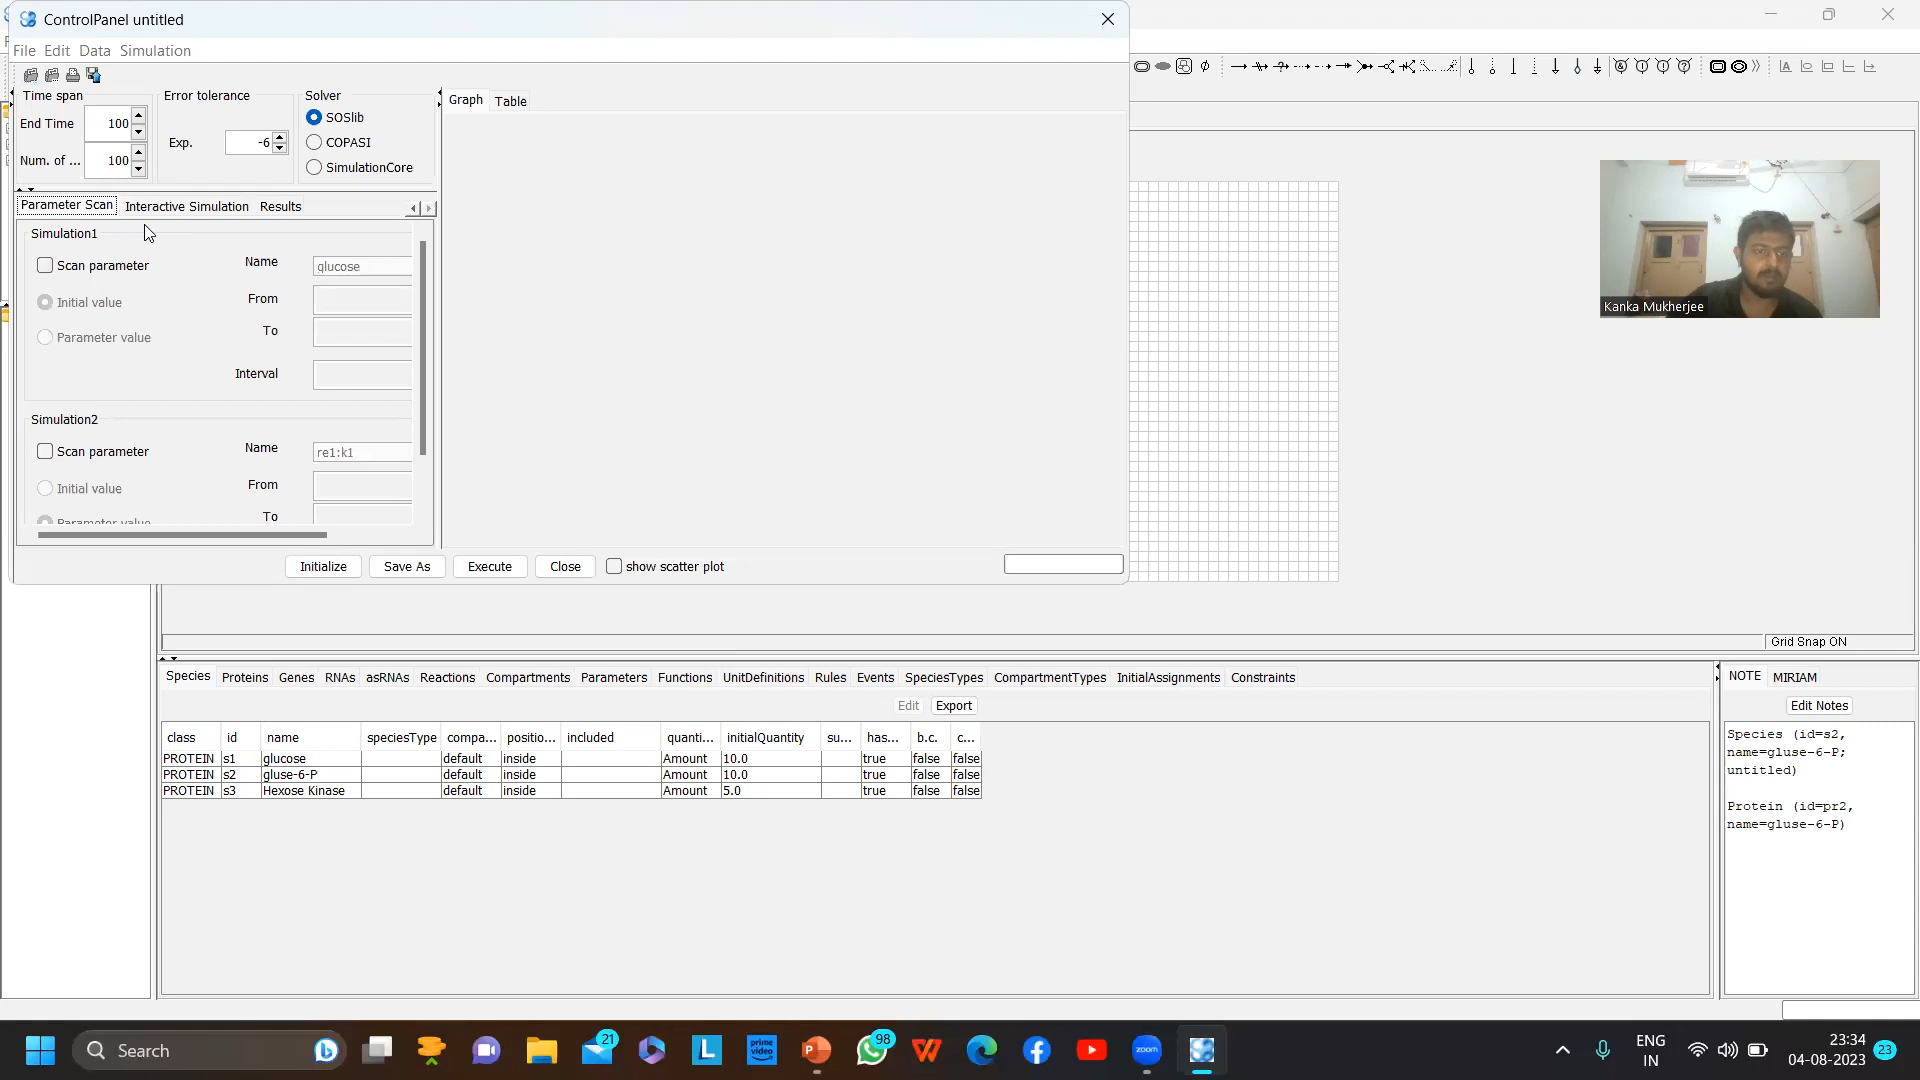 ControlPanel untitled
File Edit Data Simulation
Time span
End Time 100
Num. of ... 100
Error tolerance
Exp. -6
Solver
SOSlib
COPASI
SimulationCore
Graph Table
Parameter Scan Interactive Simulation Results
Simulation1
Scan parameter Name glucose
Initial value From
To
Parameter value
Interval
Simulation2
Scan parameter Name re1:k1
Initial value From
To
Parameter value
Initialize Save As Execute Close show scatter plot
Kanka Mukherjee
Grid Snap ON
Species Proteins Genes RNAs asRNAs Reactions Compartments Parameters Functions UnitDefinitions Rules Events SpeciesTypes CompartmentTypes InitialAssignments Constraints
Edit Export
class id name speciesType compa... positio... included quanti... initialQuantity su... has... b.c. c...
PROTEIN s1 glucose default inside Amount 10.0 true false false
PROTEIN s2 gluse-6-P default inside Amount 10.0 true false false
PROTEIN s3 Hexose Kinase default inside Amount 5.0 true false false
NOTE MIRIAM
Edit Notes
Species (id=s2,
name=gluse-6-P;
untitled)
Protein (id=pr2,
name=gluse-6-P)
Search
21
L
prime
video
98
zoom
ENG
IN
23:34
04-08-2023
23